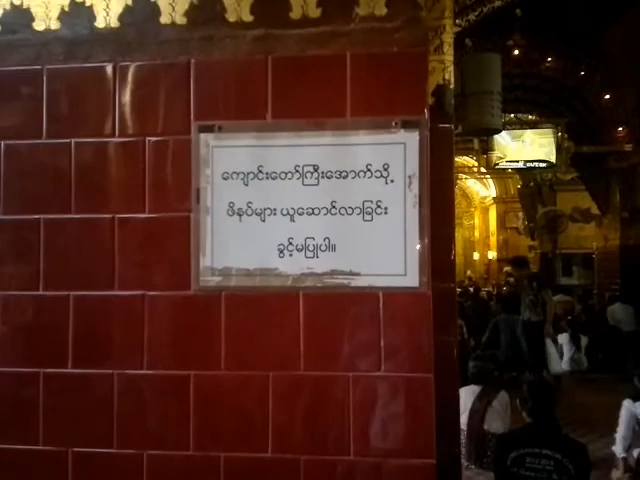 ကျောင်းတော်ကြီးအောက်သို့
ဖိနပ်များ ယူဆောင်လာခြင်း
ခွင့်မပြုပါ။